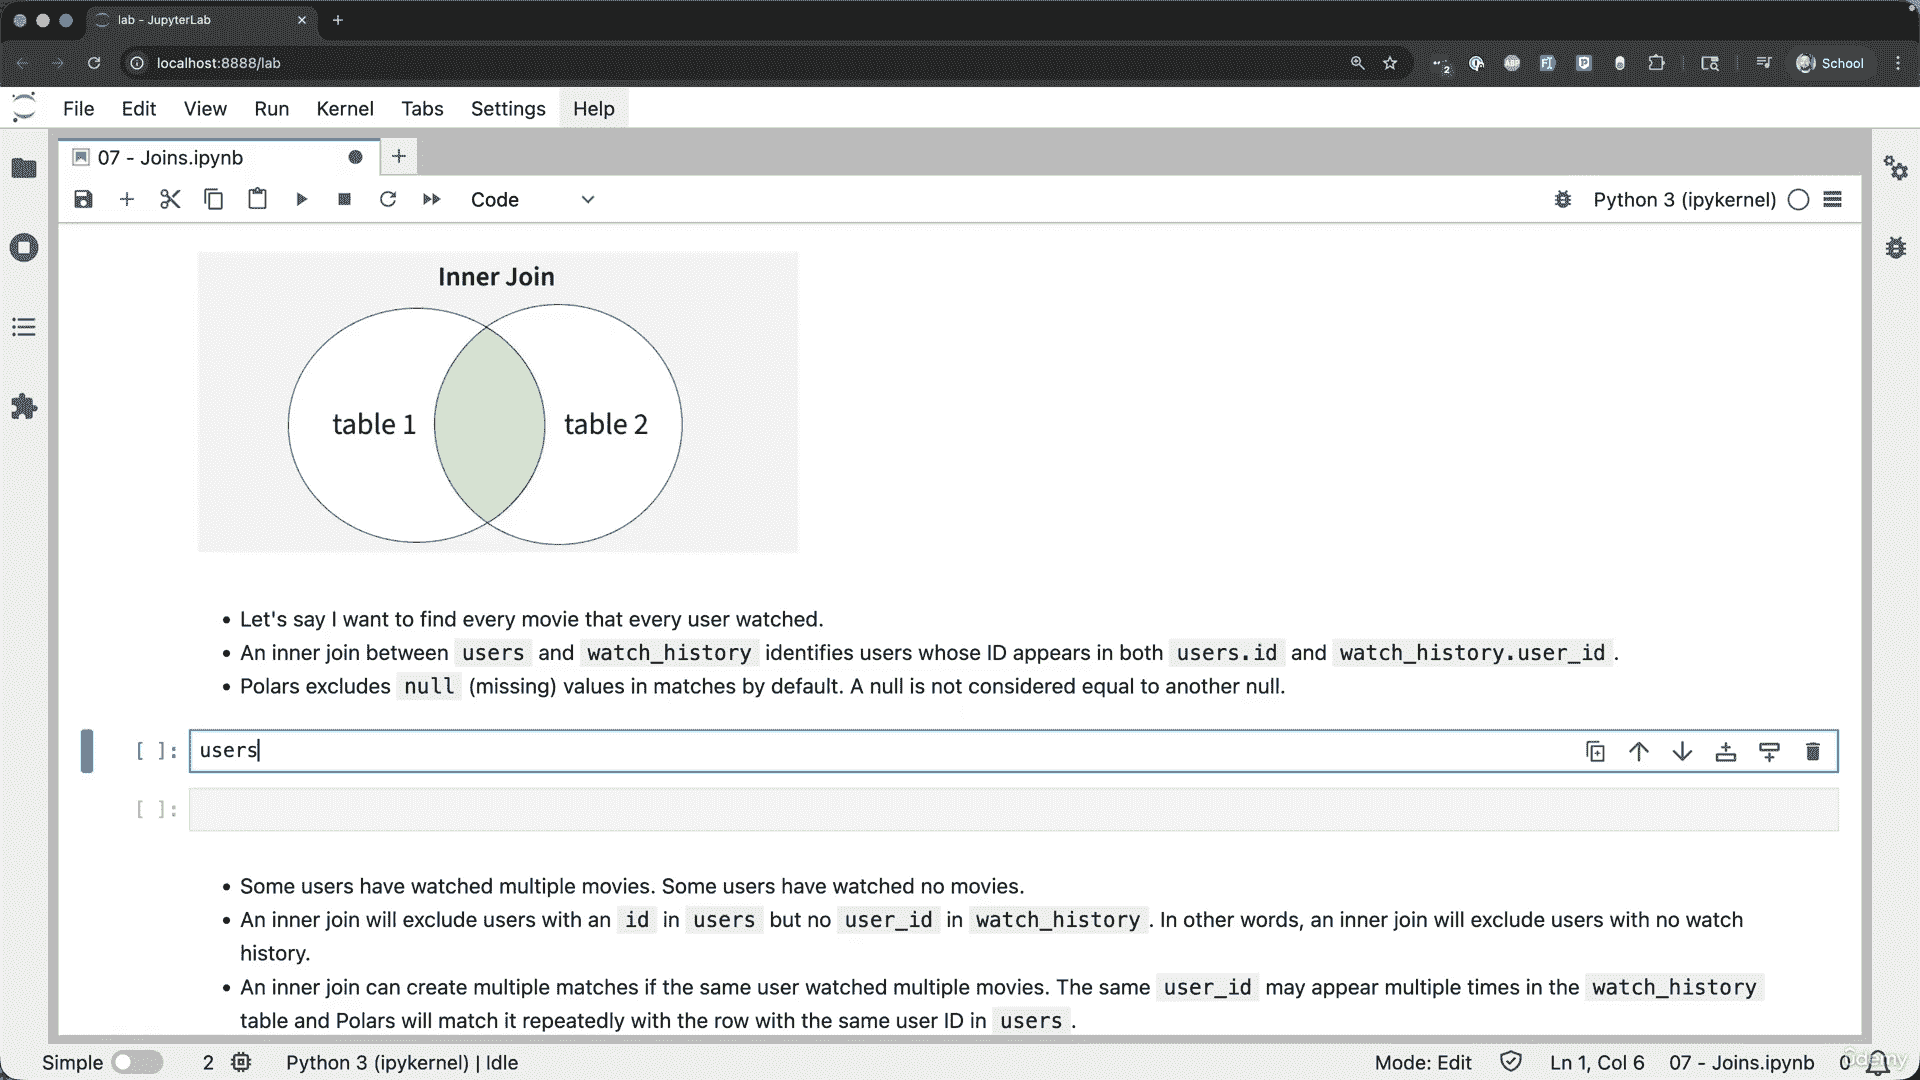 lab - JupyterLab
localhost:8888/lab
2
ABP
School
File Edit View Run Kernel Tabs Settings Help
07 - Joins.ipynb
Code
Python 3 (ipykernel)
Inner Join
table 1
table 2
• Let's say I want to find every movie that every user watched.
• An inner join between users and watch_history identifies users whose ID appears in both users.id and watch_history.user_id .
• Polars excludes null (missing) values in matches by default. A null is not considered equal to another null.
[ ]: users
[ ]:
• Some users have watched multiple movies. Some users have watched no movies.
• An inner join will exclude users with an id in users but no user_id in watch_history . In other words, an inner join will exclude users with no watch
history.
• An inner join can create multiple matches if the same user watched multiple movies. The same user_id may appear multiple times in the watch_history
table and Polars will match it repeatedly with the row with the same user ID in users .
Simple 2 Python 3 (ipykernel) | Idle Mode: Edit Ln 1, Col 6 07 - Joins.ipynb 0
udemy